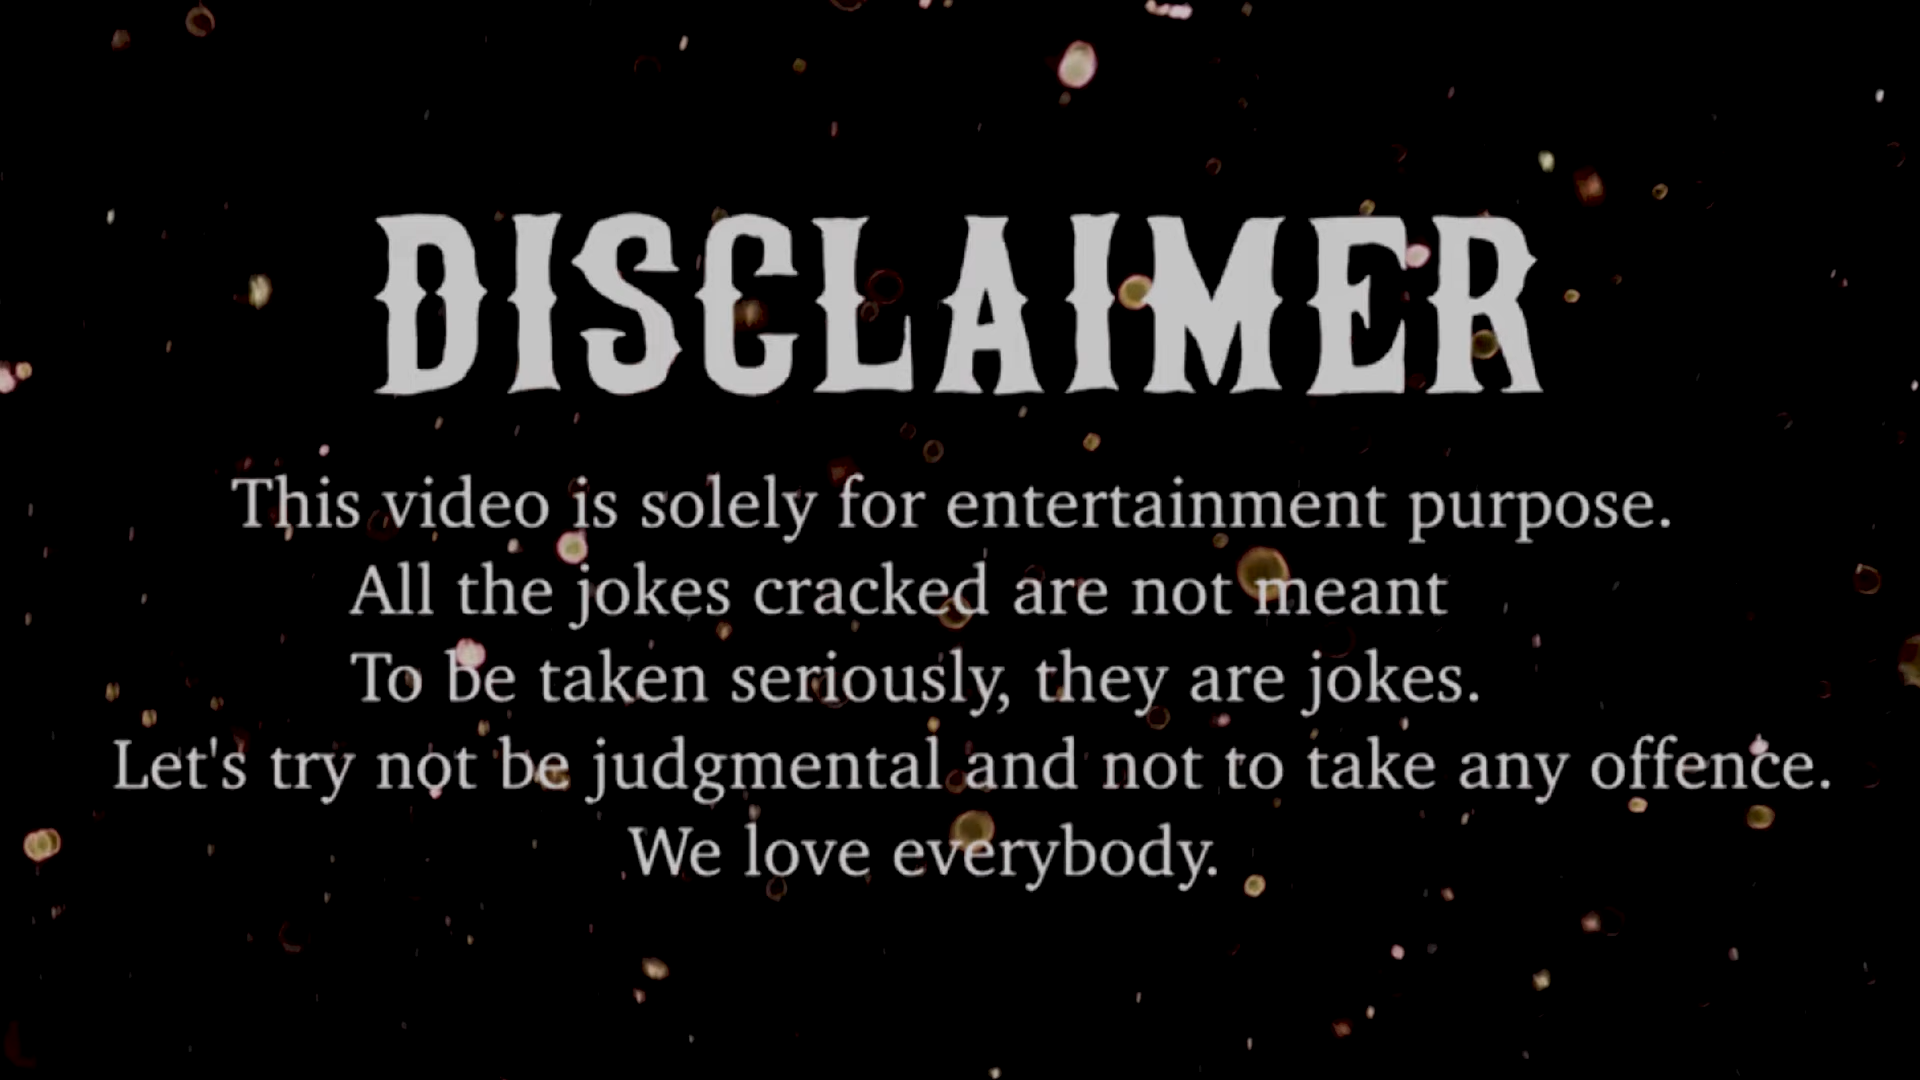 DISCLAIMER
This video is solely for entertainment purpose.
All the jokes cracked are not meant
To be taken seriously, they are jokes.
Let's try not be judgmental and not to take any offence.
We love everybody.